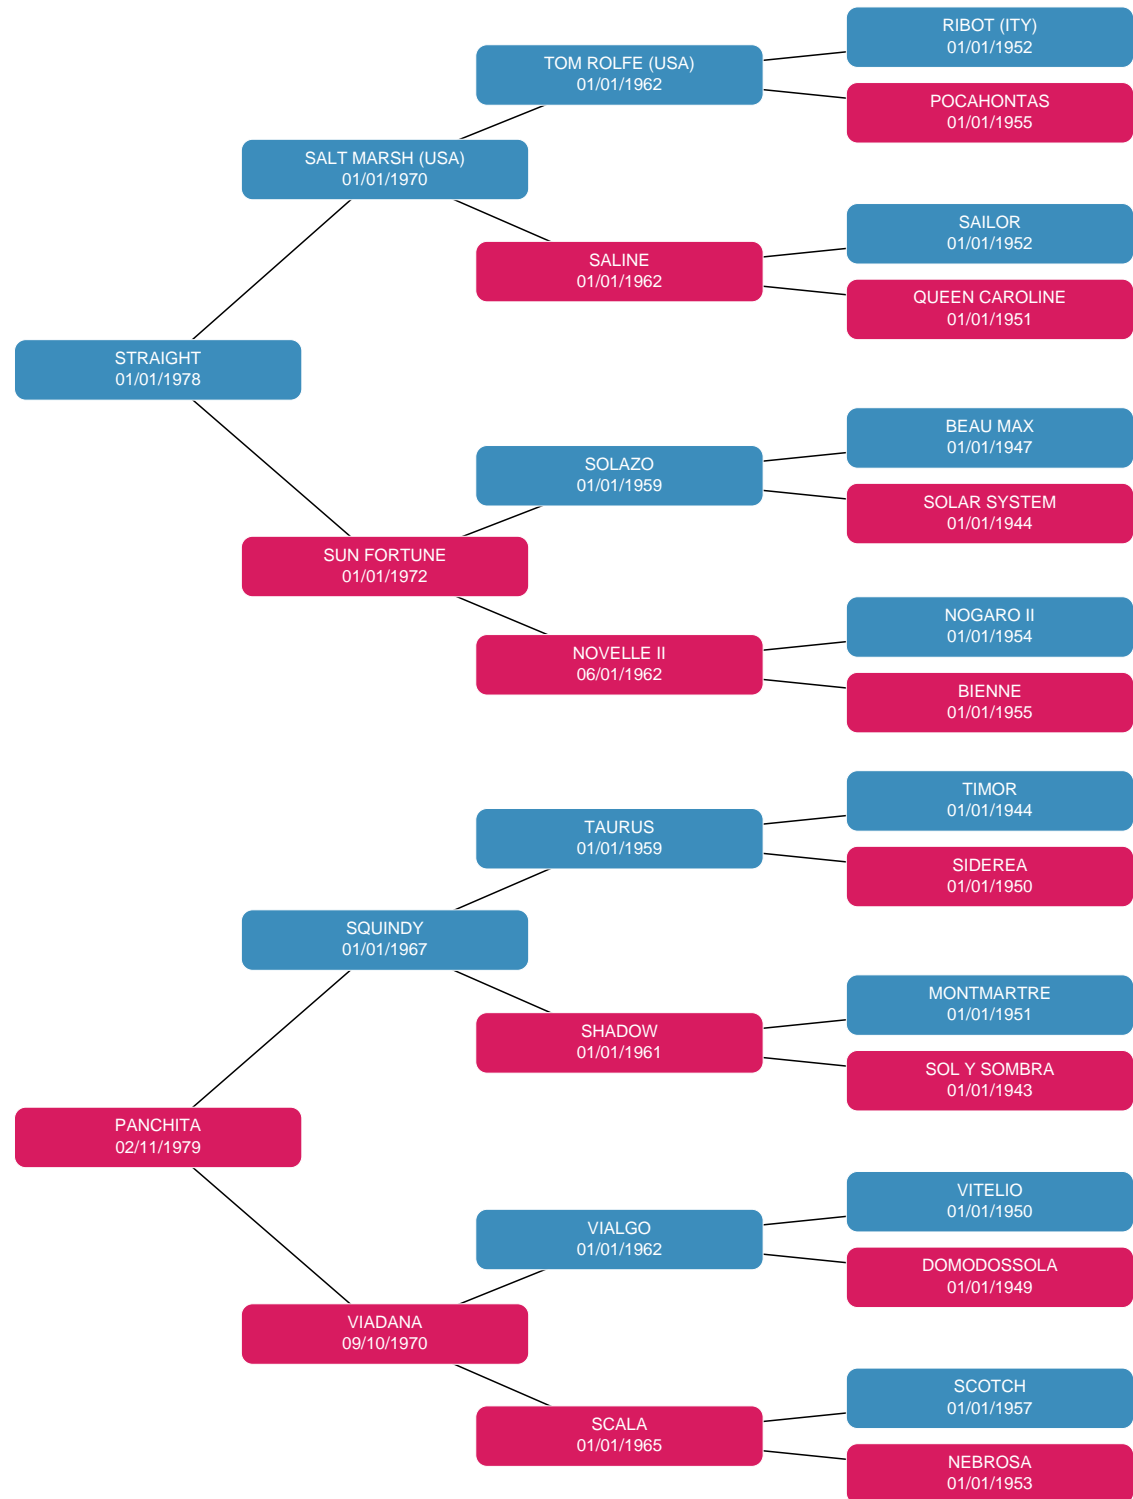 RIBOT (ITY)
01/01/1952
TOM ROLFE (USA)
01/01/1962
POCAHONTAS
01/01/1955
SALT MARSH (USA)
01/01/1970
SAILOR
01/01/1952
SALINE
01/01/1962
QUEEN CAROLINE
01/01/1951
STRAIGHT
01/01/1978
BEAU MAX
01/01/1947
SOLAZO
01/01/1959
SOLAR SYSTEM
01/01/1944
SUN FORTUNE
01/01/1972
NOGARO II
01/01/1954
NOVELLE II
06/01/1962
BIENNE
01/01/1955
TIMOR
01/01/1944
TAURUS
01/01/1959
SIDEREA
01/01/1950
SQUINDY
01/01/1967
MONTMARTRE
01/01/1951
SHADOW
01/01/1961
SOL Y SOMBRA
01/01/1943
PANCHITA
02/11/1979
VITELIO
01/01/1950
VIALGO
01/01/1962
DOMODOSSOLA
01/01/1949
VIADANA
09/10/1970
SCOTCH
01/01/1957
SCALA
01/01/1965
NEBROSA
01/01/1953